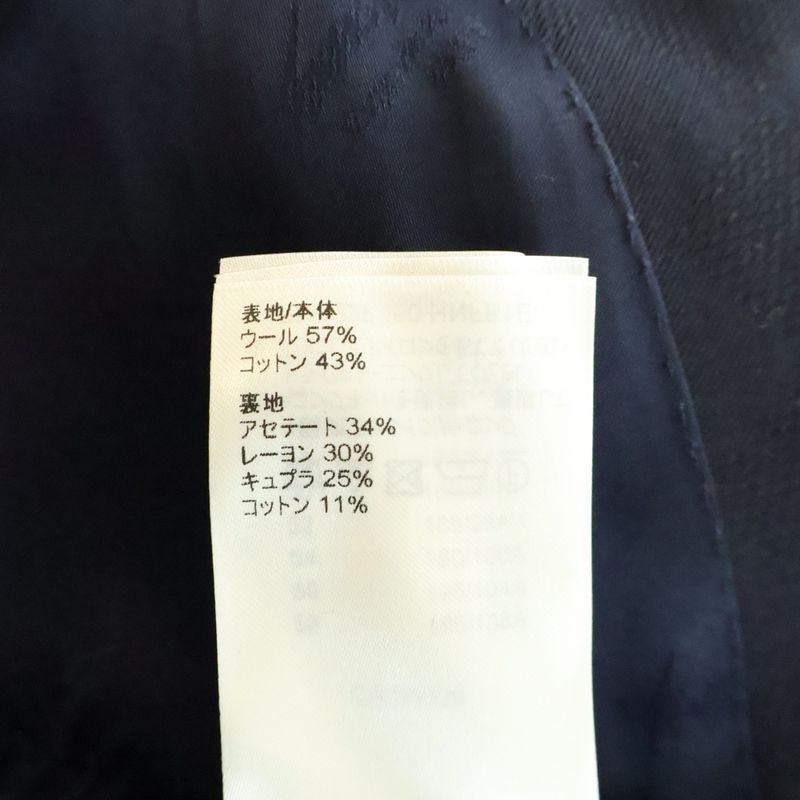 表地/本体
ウール 57%
コットン 43%
裏地
アセテート 34%
レーヨン 30%
キュプラ 25%
コットン 11%